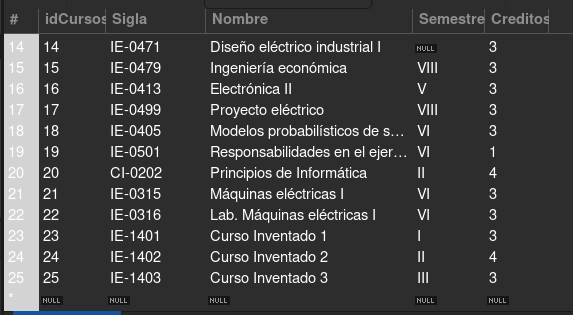 # idCursos Sigla Nombre Semestre Creditos
14 14 IE-0471 Diseño eléctrico industrial I NULL 3
15 15 IE-0479 Ingeniería económica VIII 3
16 16 IE-0413 Electrónica II V 3
17 17 IE-0499 Proyecto eléctrico VIII 3
18 18 IE-0405 Modelos probabilísticos de s... VI 3
19 19 IE-0501 Responsabilidades en el ejer... VI 1
20 20 CI-0202 Principios de Informática II 4
21 21 IE-0315 Máquinas eléctricas I VI 3
22 22 IE-0316 Lab. Máquinas eléctricas I VI 3
23 23 IE-1401 Curso Inventado 1 I 3
24 24 IE-1402 Curso Inventado 2 II 4
25 25 IE-1403 Curso Inventado 3 III 3
* NULL NULL NULL NULL NULL